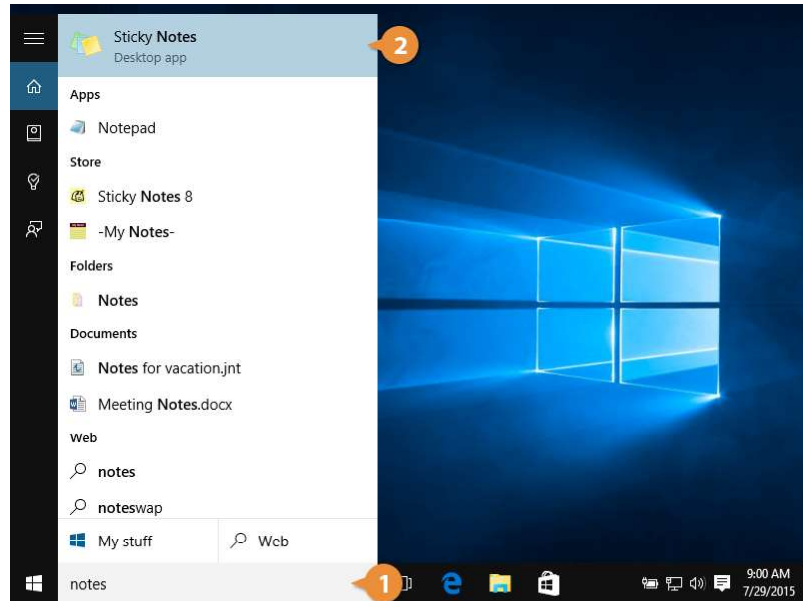 Sticky Notes
Desktop app
2
Apps
Notepad
Store
Sticky Notes 8
-My Notes-
Folders
Notes
Documents
Notes for vacation.jnt
Meeting Notes.docx
Web
notes
noteswap
My stuff
Web
notes
1
9:00 AM
7/29/2015